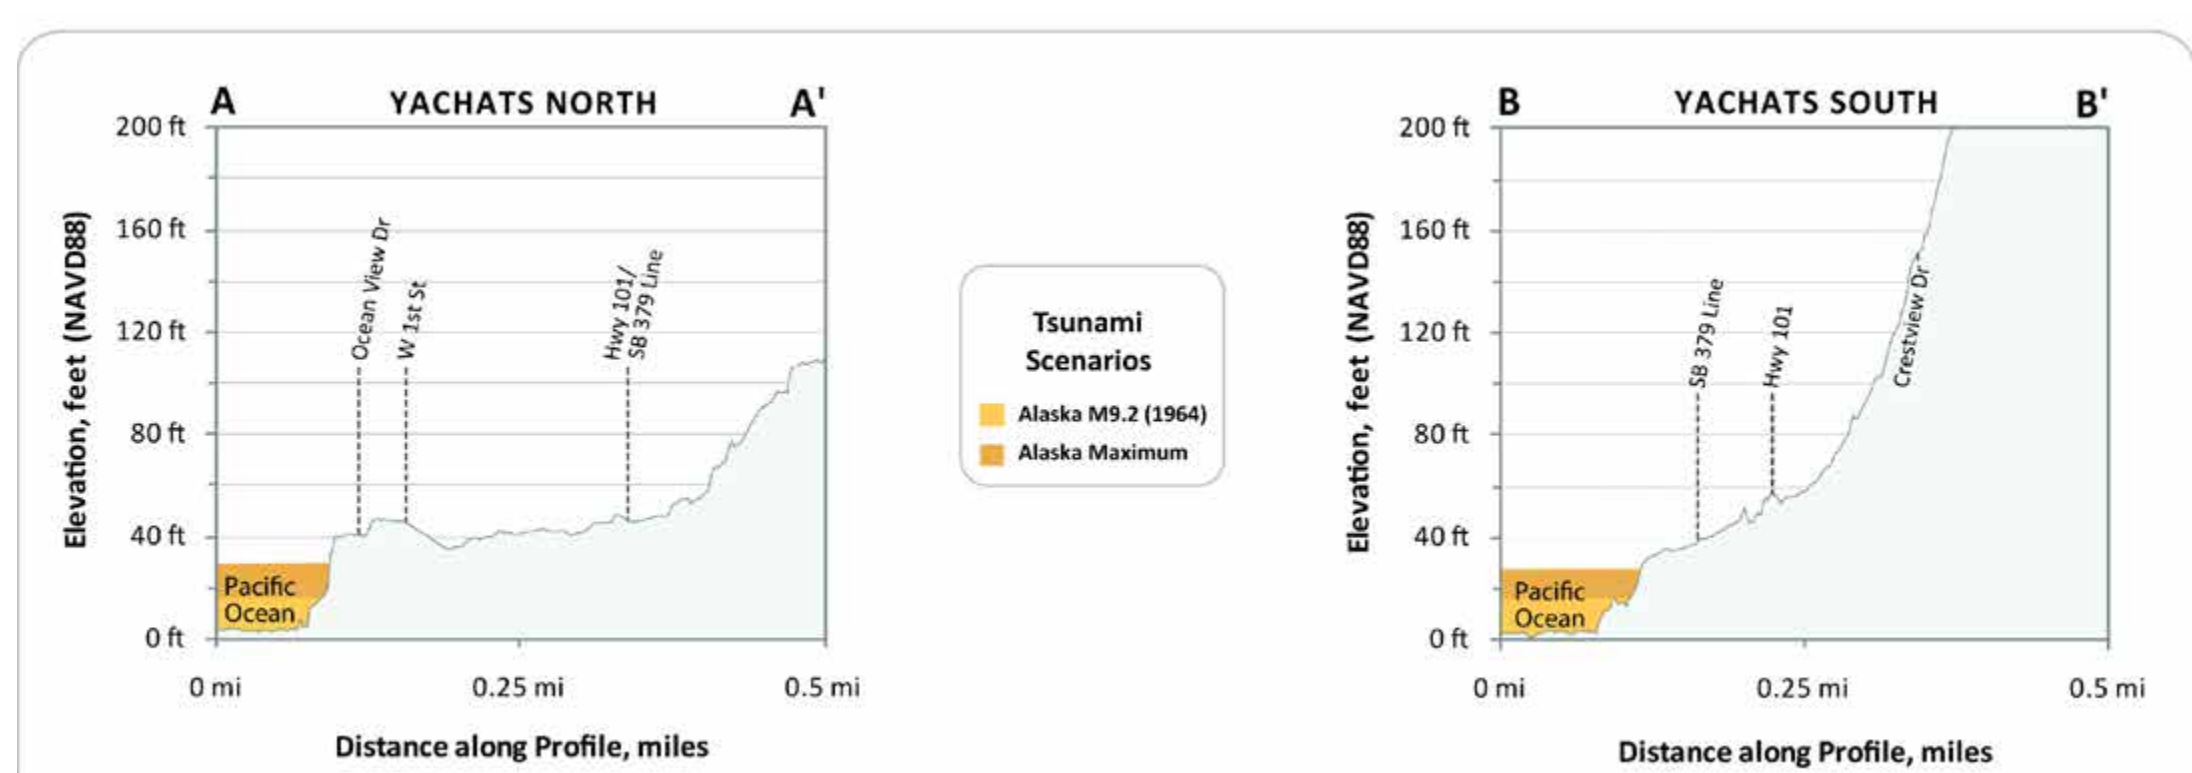 A YACHATS NORTH A'
200 ft
160 ft
120 ft
80 ft
40 ft
0 ft
Elevation, feet (NAVD88)
Ocean View Dr
W 1st St
Hwy 101/
SB 379 Line
Pacific
Ocean
0 mi 0.25 mi 0.5 mi
Distance along Profile, miles
Tsunami
Scenarios
Alaska M9.2 (1964)
Alaska Maximum
B YACHATS SOUTH B'
200 ft
160 ft
120 ft
80 ft
40 ft
0 ft
Elevation, feet (NAVD88)
SB 379 Line
Hwy 101
Crestview Dr
Pacific
Ocean
0 mi 0.25 mi 0.5 mi
Distance along Profile, miles